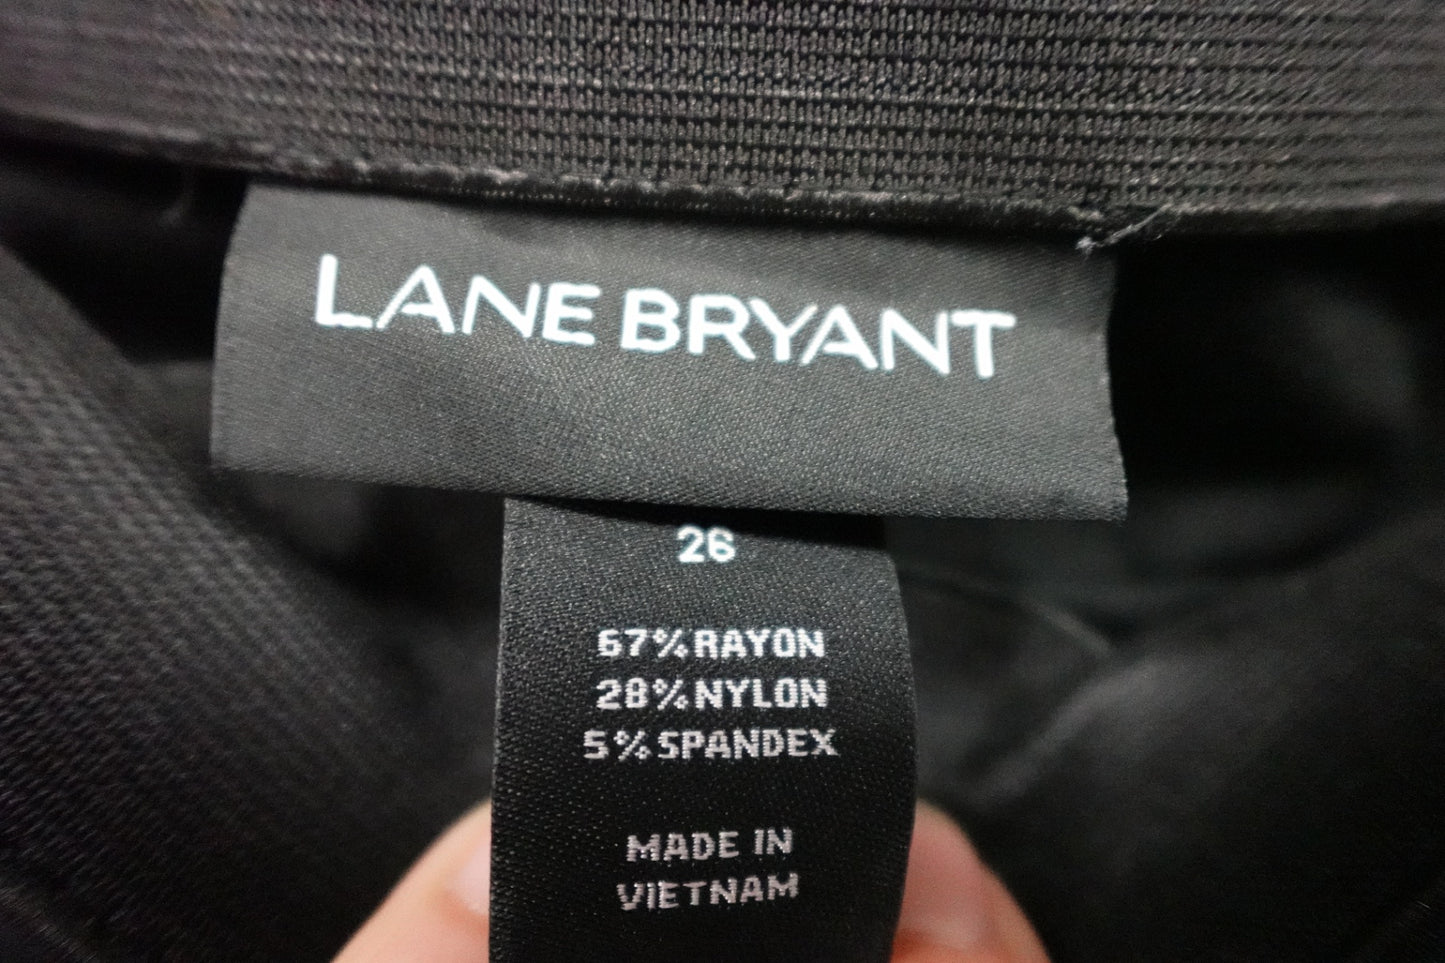 LANE BRYANT
26
67% RAYON
28% NYLON
5% SPANDEX
MADE IN
VIETNAM